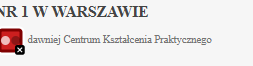 NR 1 W WARSZAWIE
dawniej Centrum Kształcenia Praktycznego